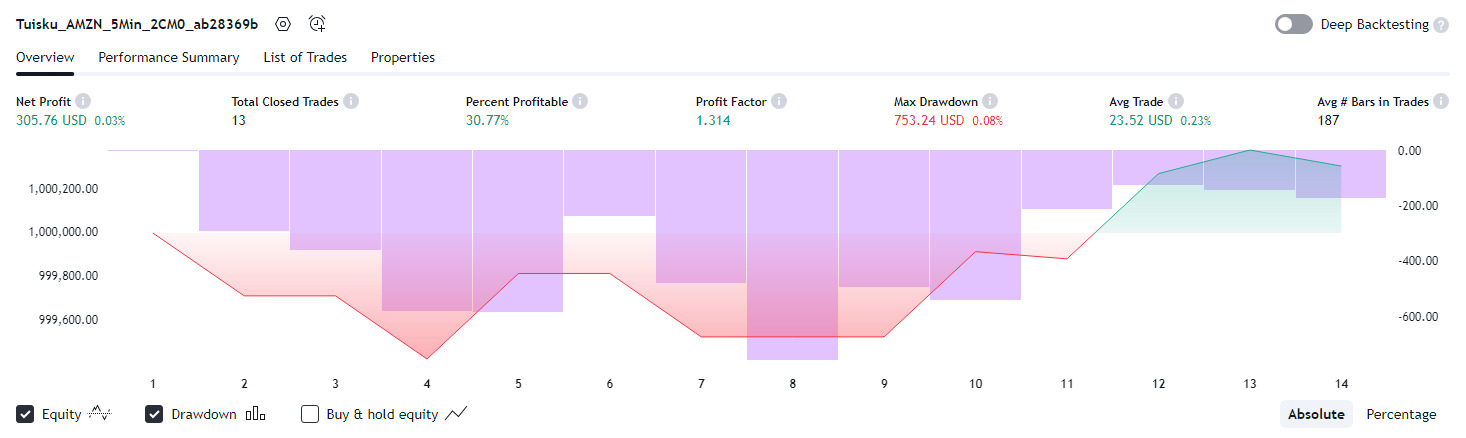 Tuisku_AMZN_5Min_2CM0_ab28369b Deep Backtesting ?
Overview Performance Summary List of Trades Properties
Net Profit Total Closed Trades Percent Profitable Profit Factor Max Drawdown Avg Trade Avg # Bars in Trades
305.76 USD 0.03% 13 30.77% 1.314 753.24 USD 0.08% 23.52 USD 0.23% 187
0.00
1,000,200.00 -200.00
1,000,000.00
999,800.00 -400.00
999,600.00 -600.00
1 2 3 4 5 6 7 8 9 10 11 12 13 14
Equity Drawdown Buy & hold equity Absolute Percentage